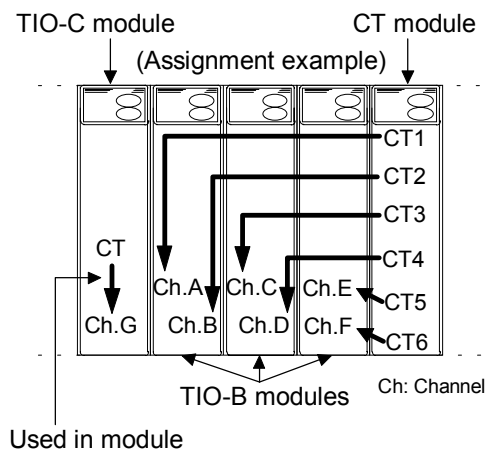 TIO-C module
CT module
(Assignment example)
CT1
CT2
CT3
CT
CT4
Ch.A
Ch.C
Ch.E
CT5
Ch.G
Ch.B
Ch.D
Ch.F
CT6
TIO-B modules
Ch: Channel
Used in module